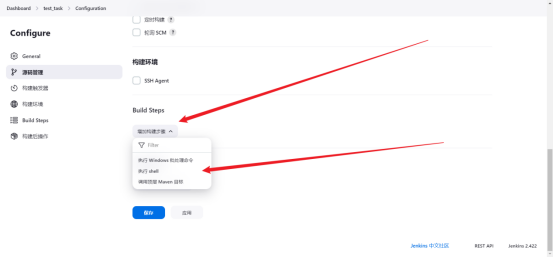 Dashboard > test_task > Configuration
Configure
General
源码管理
构建触发器
构建环境
Build Steps
构建后操作
定时构建 ?
轮询 SCM ?
构建环境
SSH Agent
Build Steps
增加构建步骤
Filter
执行 Windows 批处理命令
执行 shell
调用顶层 Maven 目标
保存
应用
Jenkins 中文社区
REST API
Jenkins 2.422